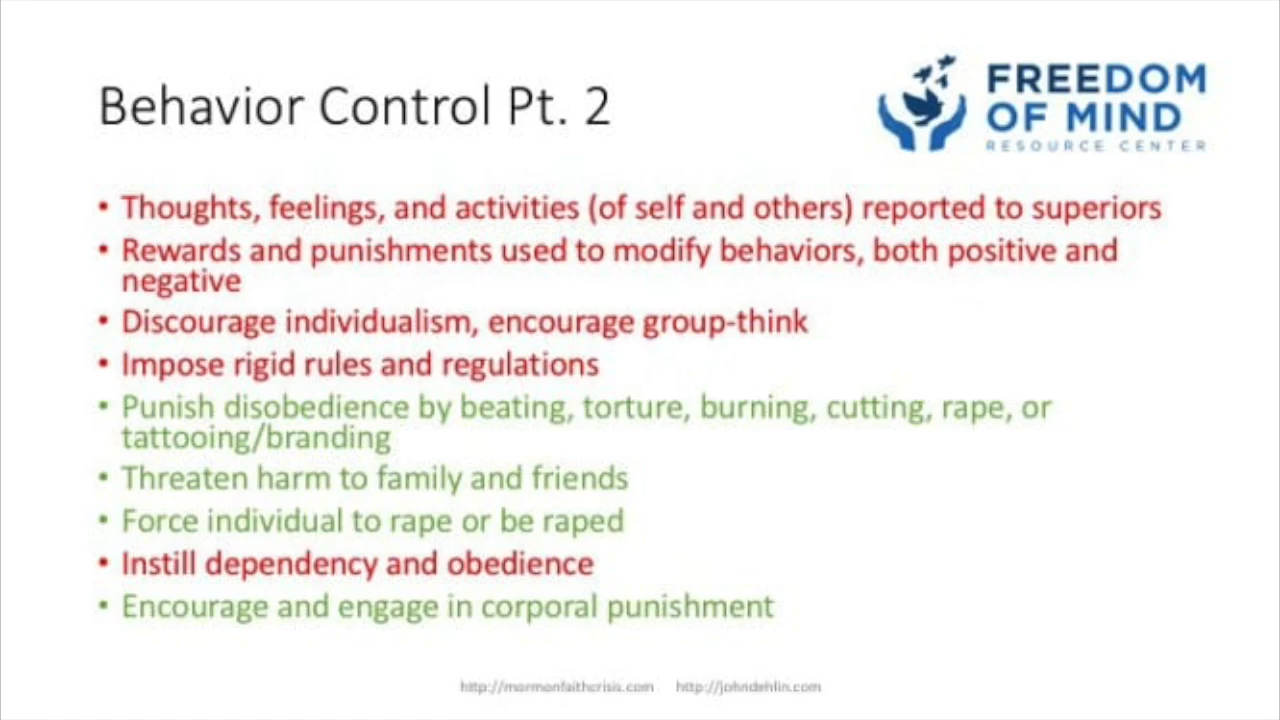 Behavior Control Pt. 2
FREEDOM
OF MIND
RESOURCE CENTER
• Thoughts, feelings, and activities (of self and others) reported to superiors
• Rewards and punishments used to modify behaviors, both positive and
negative
• Discourage individualism, encourage group-think
• Impose rigid rules and regulations
• Punish disobedience by beating, torture, burning, cutting, rape, or
tattooing/branding
• Threaten harm to family and friends
• Force individual to rape or be raped
• Instill dependency and obedience
• Encourage and engage in corporal punishment
http://mormonfaithcrisis.com http://johndehlin.com